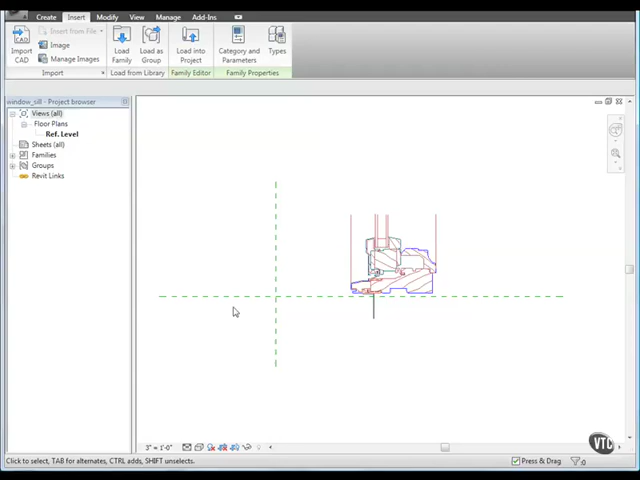 Create Insert Modify View Manage Add-Ins
Import CAD
Insert from File
Image
Manage Images
Load Family
Load as Group
Load into Project
Category and Parameters
Types
Import Load from Library Family Editor Family Properties
window_sill - Project browser
Views (all)
Floor Plans
Ref. Level
Sheets (all)
Families
Groups
Revit Links
3" = 1'-0"
Click to select, TAB for alternates, CTRL adds, SHIFT unselects.
Press & Drag
:0
VTC